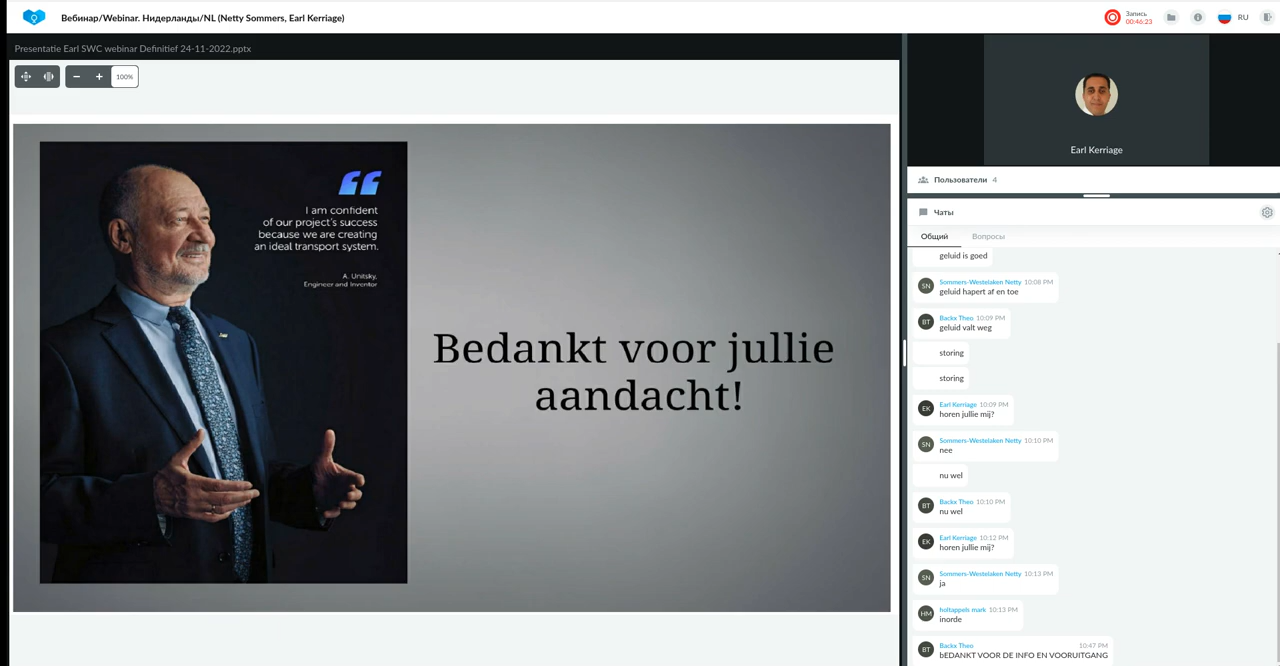 Вебинар/Webinar. Нидерланды/NL (Netty Sommers, Earl Kerriage)
Запись
00:46:23
RU
Presentatie Earl SWC webinar Definitief 24-11-2022.pptx
100%
I am confident
of our project's success
because we are creating
an ideal transport system.
A. Unitsky,
Engineer and Inventor
Bedankt voor jullie
aandacht!
Earl Kerriage
Пользователи 4
Чаты
Общий Вопросы
geluid is goed
SN Sommers-Westelaken Netty 10:08 PM
geluid hapert af en toe
BT Backx Theo 10:09 PM
geluid valt weg
storing
storing
EK Earl Kerriage 10:09 PM
horen jullie mij?
SN Sommers-Westelaken Netty 10:10 PM
nee
nu wel
BT Backx Theo 10:10 PM
nu wel
EK Earl Kerriage 10:12 PM
horen jullie mij?
SN Sommers-Westelaken Netty 10:13 PM
ja
HM holtappels mark 10:13 PM
inorde
BT Backx Theo 10:47 PM
bEDANKT VOOR DE INFO EN VOORUITGANG